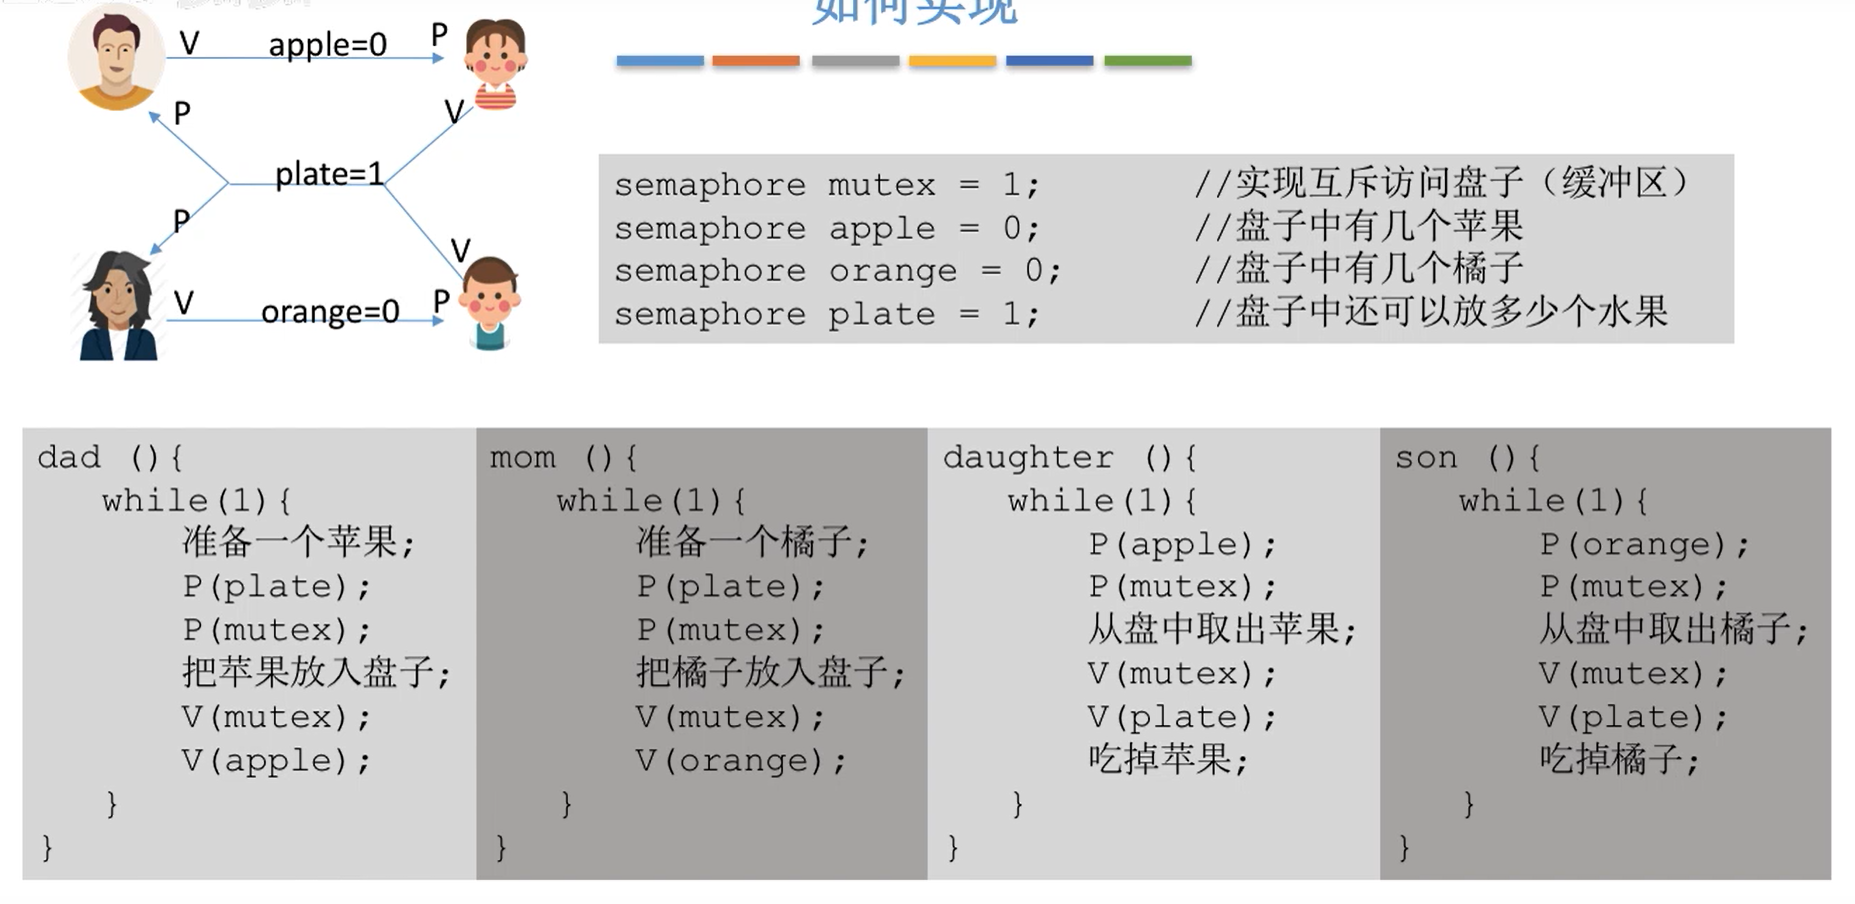 如何实现
V apple=0 P
P V
plate=1
P V
V orange=0 P
semaphore mutex = 1; //实现互斥访问盘子（缓冲区）
semaphore apple = 0; //盘子中有几个苹果
semaphore orange = 0; //盘子中有几个橘子
semaphore plate = 1; //盘子中还可以放多少个水果
dad (){
while(1){
准备一个苹果;
P(plate);
P(mutex);
把苹果放入盘子;
V(mutex);
V(apple);
}
}
mom (){
while(1){
准备一个橘子;
P(plate);
P(mutex);
把橘子放入盘子;
V(mutex);
V(orange);
}
}
daughter (){
while(1){
P(apple);
P(mutex);
从盘中取出苹果;
V(mutex);
V(plate);
吃掉苹果;
}
}
son (){
while(1){
P(orange);
P(mutex);
从盘中取出橘子;
V(mutex);
V(plate);
吃掉橘子;
}
}